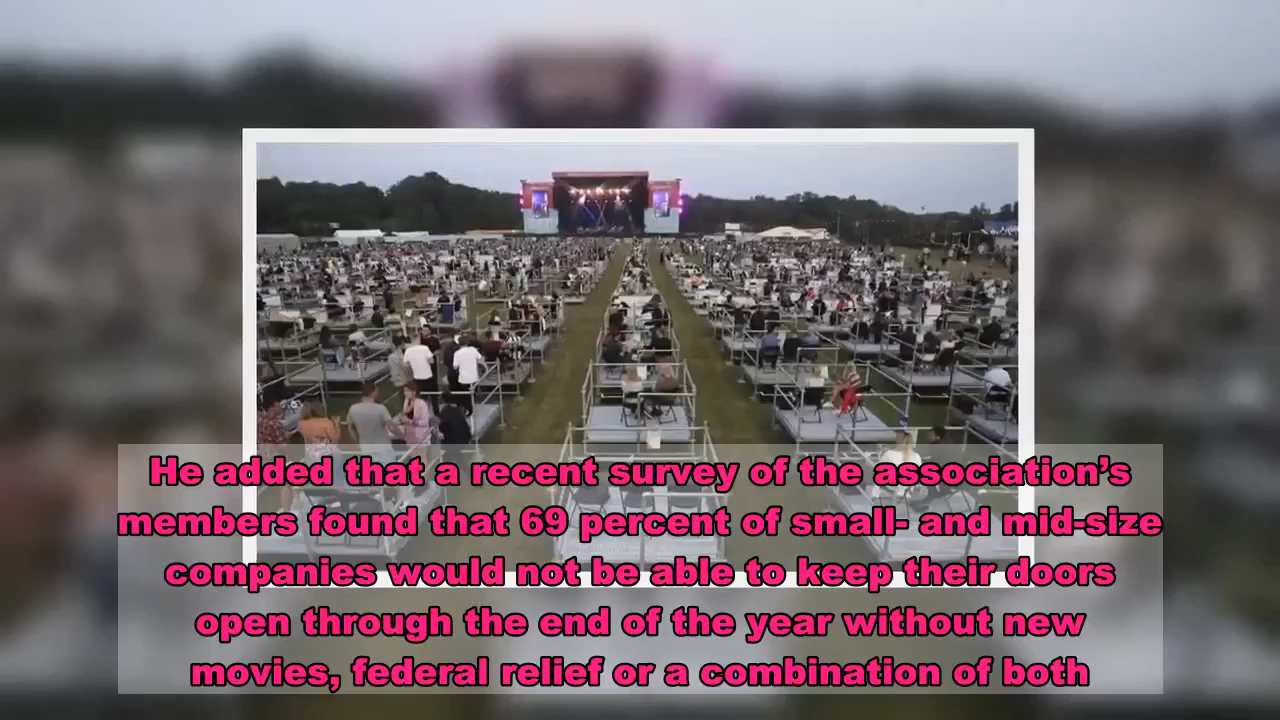 He added that a recent survey of the association’s
members found that 69 percent of small- and mid-size
companies would not be able to keep their doors
open through the end of the year without new
movies, federal relief or a combination of both